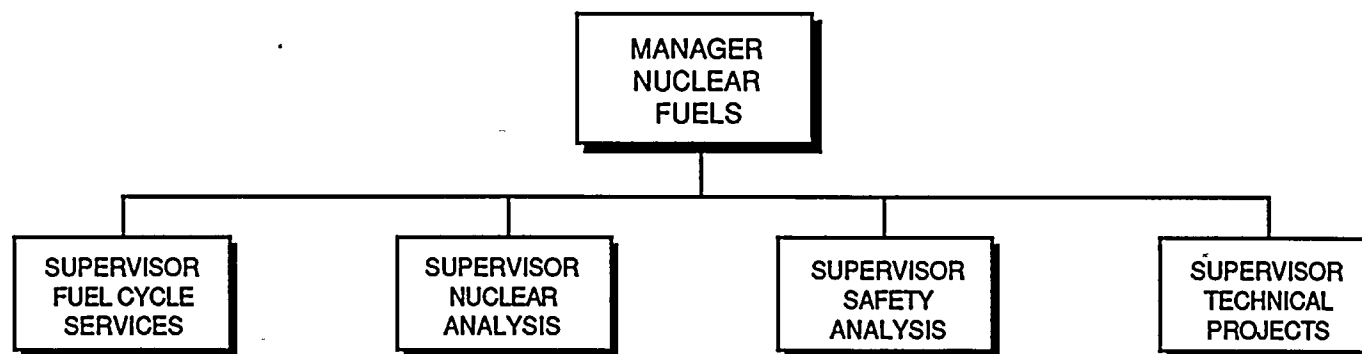 MANAGER
NUCLEAR
FUELS
SUPERVISOR
FUEL CYCLE
SERVICES
SUPERVISOR
NUCLEAR
ANALYSIS
SUPERVISOR
SAFETY
ANALYSIS
SUPERVISOR
TECHNICAL
PROJECTS